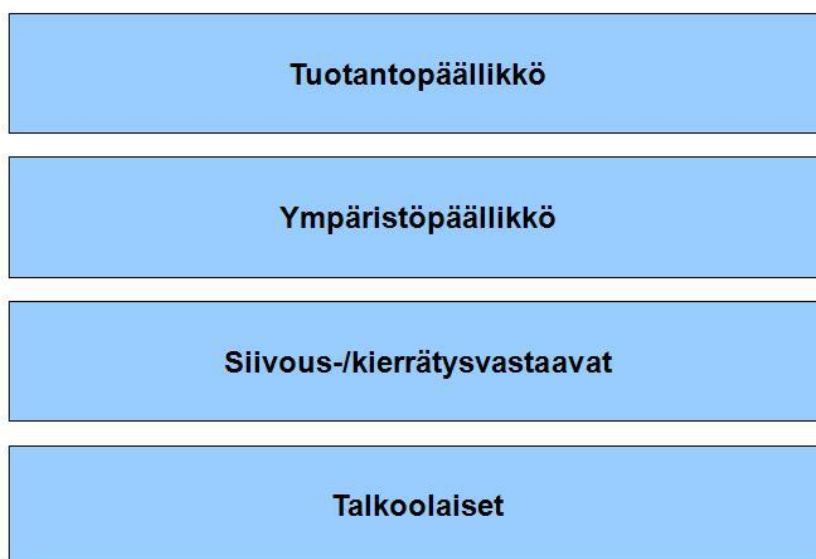 Tuotantopäällikkö
Ympäristöpäällikkö
Siivous-/kierrätysvastaavat
Talkoolaiset